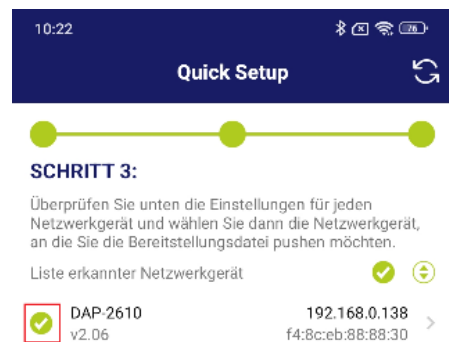 10:22
76
Quick Setup
SCHRITT 3:
Überprüfen Sie unten die Einstellungen für jeden
Netzwerkgerät und wählen Sie dann die Netzwerkgerät,
an die Sie die Bereitstellungsdatei pushen möchten.
Liste erkannter Netzwerkgerät
DAP-2610 192.168.0.138
v2.06 f4:8c:eb:88:88:30